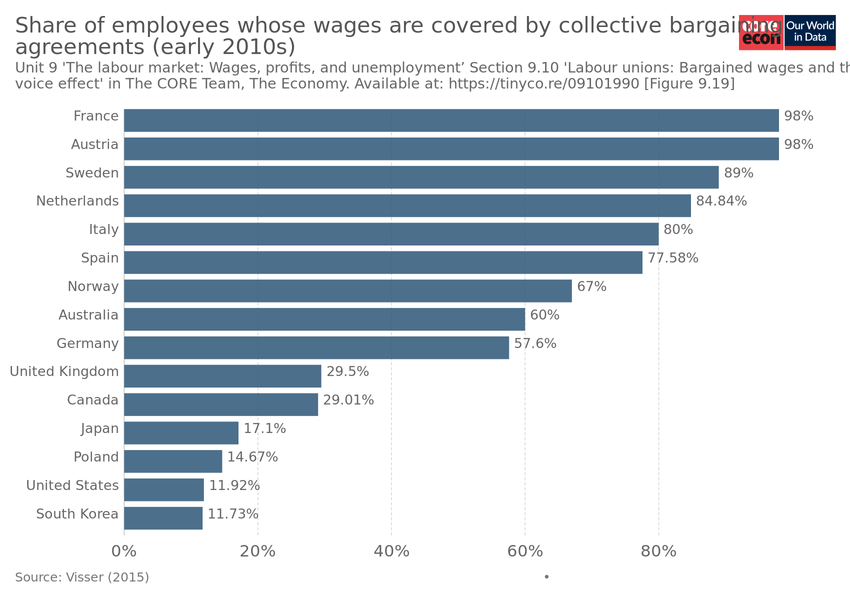 Share of employees whose wages are covered by collective bargaining
agreements (early 2010s)
core
econ
Our World
in Data
Unit 9 'The labour market: Wages, profits, and unemployment’ Section 9.10 'Labour unions: Bargained wages and th
voice effect' in The CORE Team, The Economy. Available at: https://tinyco.re/09101990 [Figure 9.19]
France 98%
Austria 98%
Sweden 89%
Netherlands 84.84%
Italy 80%
Spain 77.58%
Norway 67%
Australia 60%
Germany 57.6%
United Kingdom 29.5%
Canada 29.01%
Japan 17.1%
Poland 14.67%
United States 11.92%
South Korea 11.73%
0% 20% 40% 60% 80%
Source: Visser (2015)
•